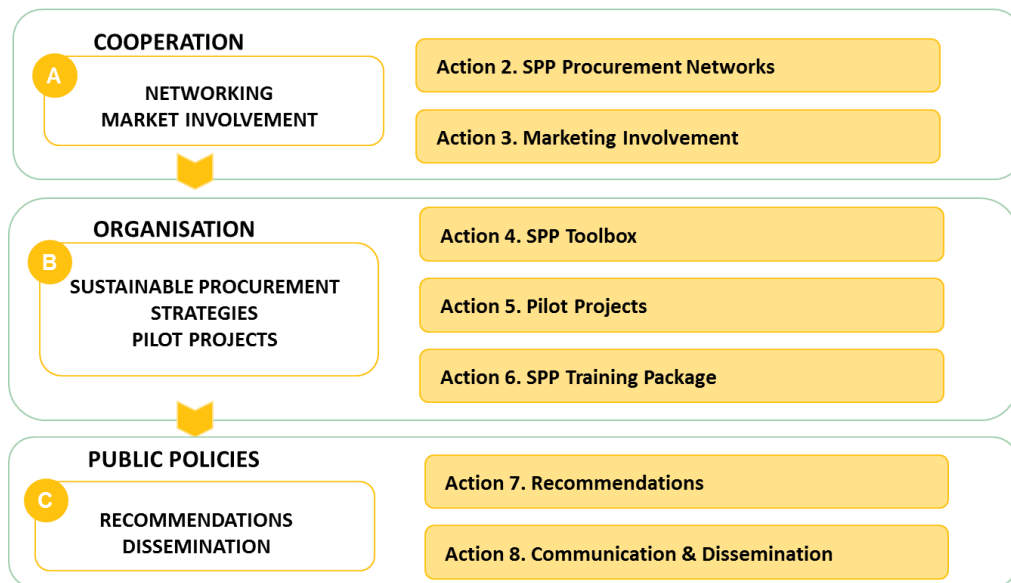 COOPERATION
A
NETWORKING
MARKET INVOLVEMENT
Action 2. SPP Procurement Networks
Action 3. Marketing Involvement
ORGANISATION
B
SUSTAINABLE PROCUREMENT
STRATEGIES
PILOT PROJECTS
Action 4. SPP Toolbox
Action 5. Pilot Projects
Action 6. SPP Training Package
PUBLIC POLICIES
C
RECOMMENDATIONS
DISSEMINATION
Action 7. Recommendations
Action 8. Communication & Dissemination